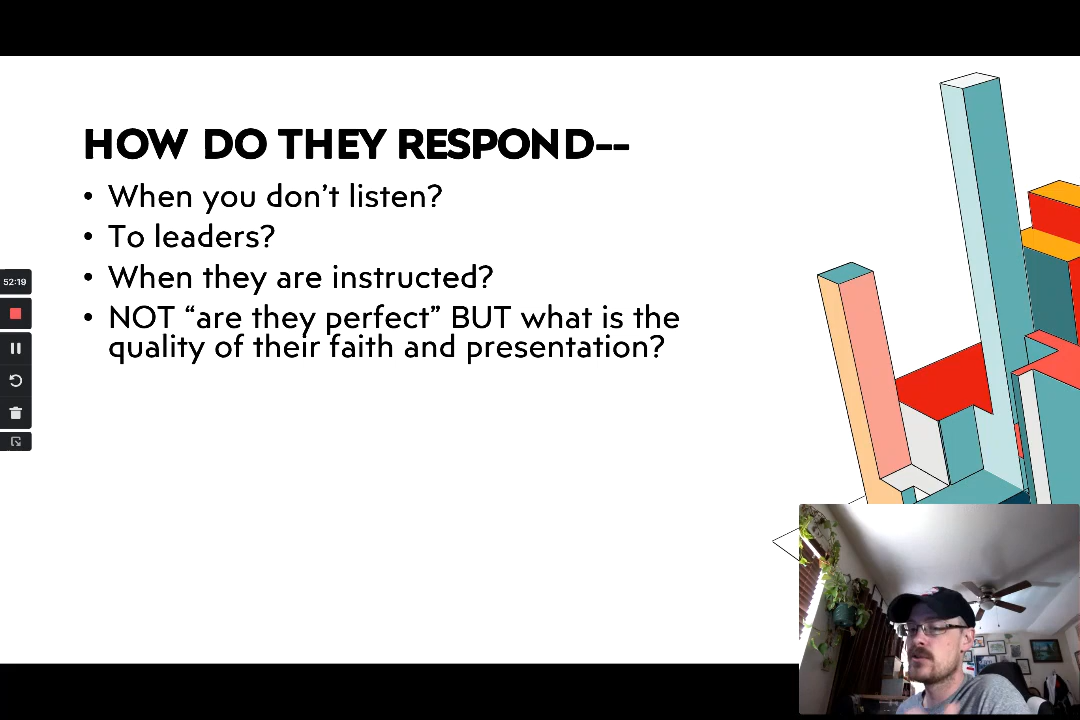 HOW DO THEY RESPOND--
• When you don’t listen?
• To leaders?
• When they are instructed?
• NOT “are they perfect” BUT what is the
quality of their faith and presentation?
52:19